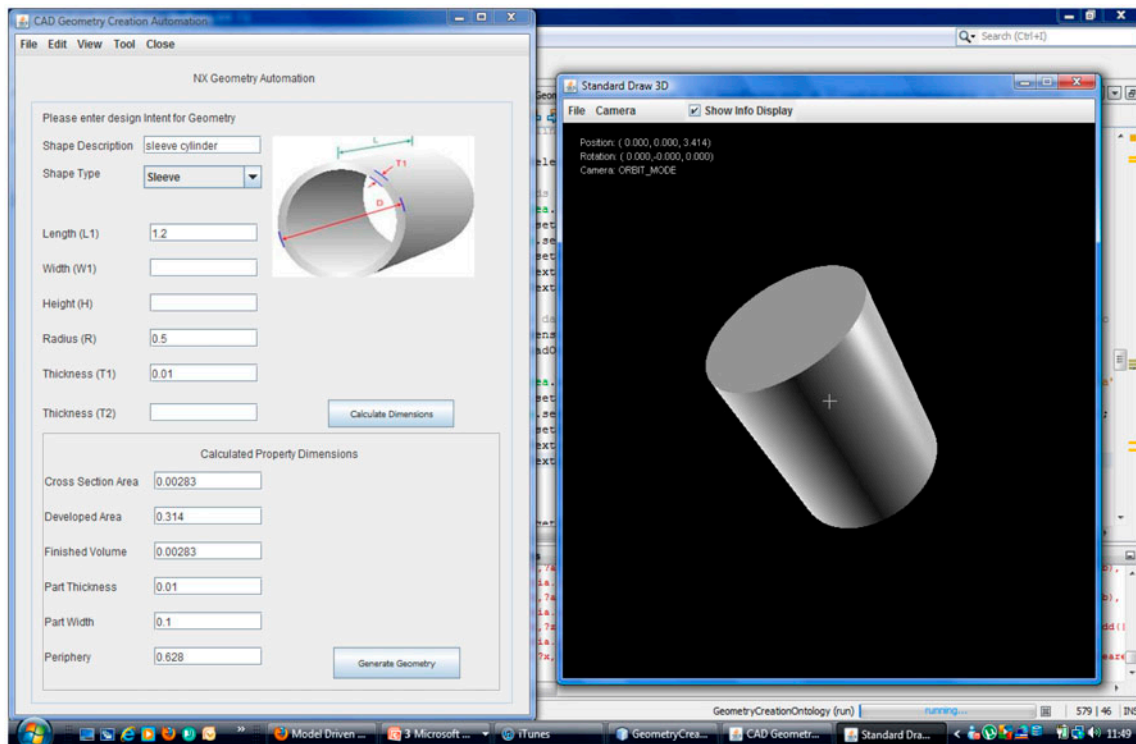 CAD Geometry Creation Automation
File Edit View Tool Close
NX Geometry Automation
Please enter design Intent for Geometry
Shape Description sleeve cylinder
Shape Type Sleeve
L
T1
D
Length (L1) 1.2
Width (W1)
Height (H)
Radius (R) 0.5
Thickness (T1) 0.01
Thickness (T2)
Calculate Dimensions
Calculated Property Dimensions
Cross Section Area 0.00283
Developed Area 0.314
Finished Volume 0.00283
Part Thickness 0.01
Part Width 0.1
Periphery 0.628
Generate Geometry
Search (Ctrl+I)
Standard Draw 3D
File Camera Show Info Display
Position: ( 0.000, 0.000, 3.414)
Rotation: ( 0.000,-0.000, 0.000)
Camera: ORBIT_MODE
GeometryCreationOntology (run) running... 579 | 46 INS
Model Driven ... 3 Microsoft ... iTunes GeometryCrea... CAD Geometr... Standard Dra... 11:49